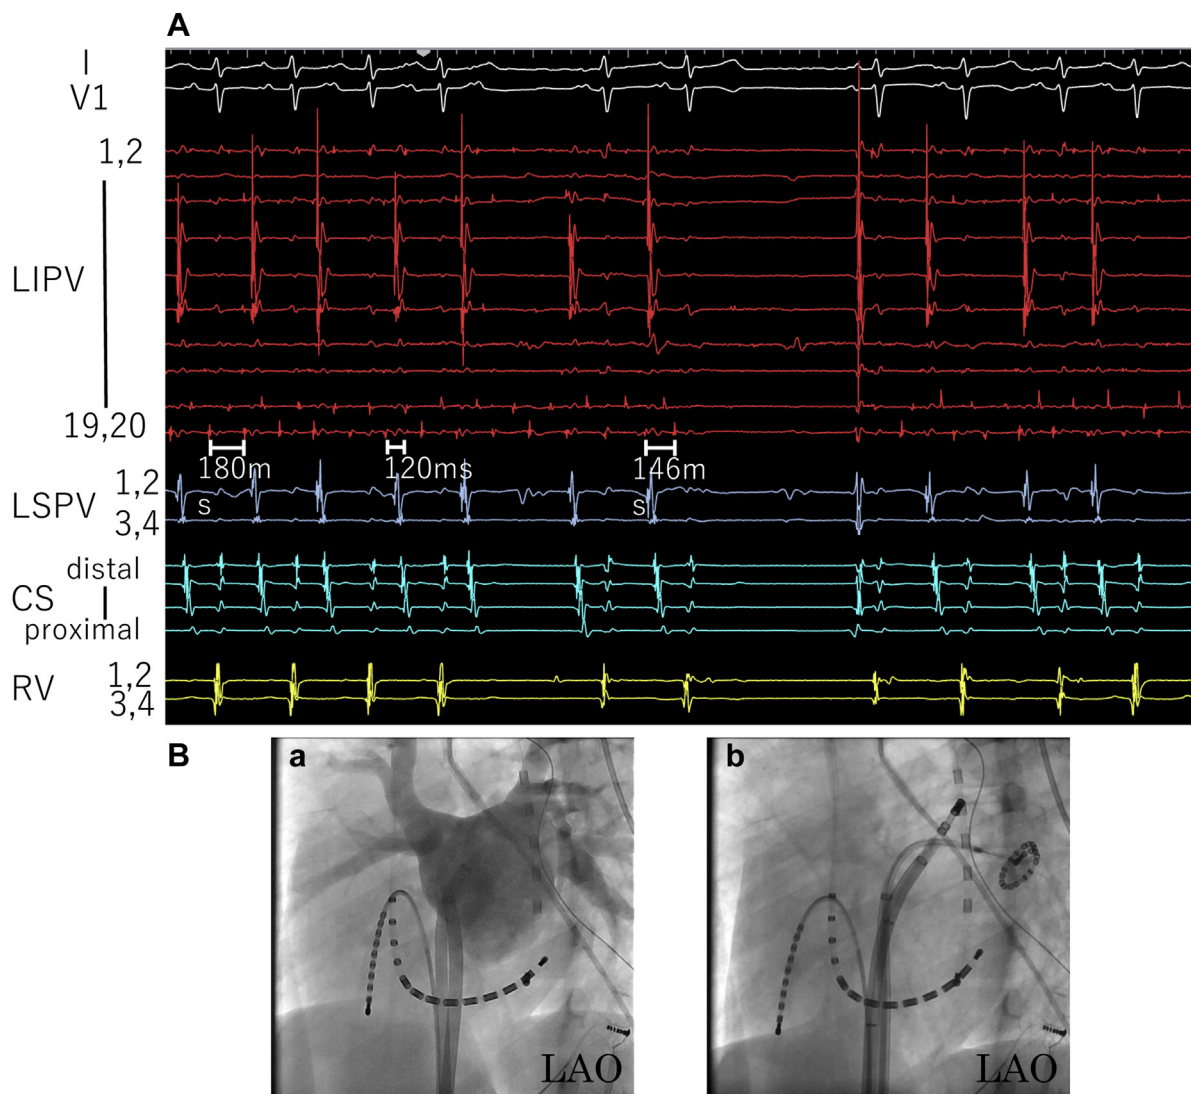 A
I
V1
1,2
LIPV
19,20
180m
s
120ms
146m
s
LSPV
1,2
3,4
distal
CS
proximal
RV
1,2
3,4
B
a
LAO
b
LAO